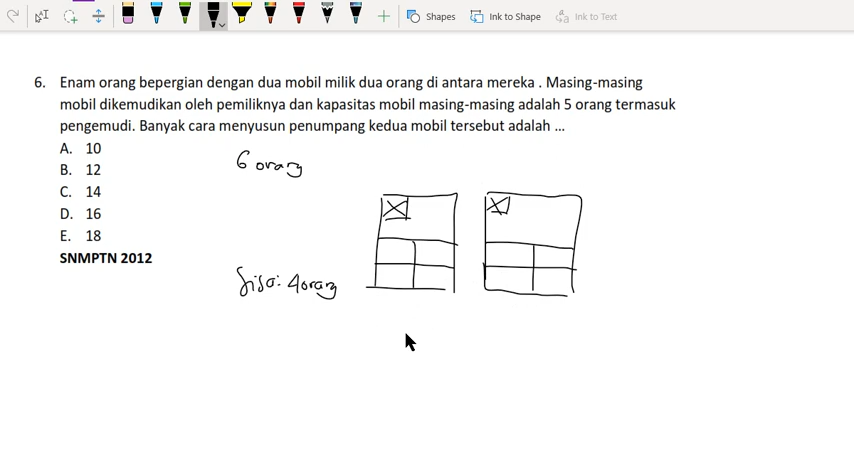 Shapes
Ink to Shape
Ink to Text
6. Enam orang bepergian dengan dua mobil milik dua orang di antara mereka . Masing-masing
mobil dikemudikan oleh pemiliknya dan kapasitas mobil masing-masing adalah 5 orang termasuk
pengemudi. Banyak cara menyusun penumpang kedua mobil tersebut adalah ...
A. 10
B. 12
C. 14
D. 16
E. 18
SNMPTN 2012
6 orang
Sisa: 4 orang